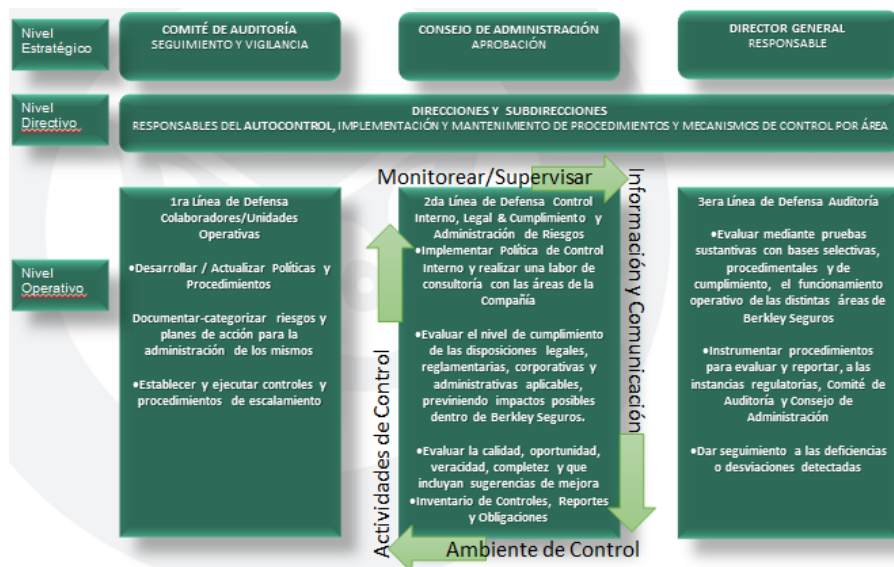 Nivel
Estratégico
COMITÉ DE AUDITORÍA
SEGUIMIENTO Y VIGILANCIA
CONSEJO DE ADMINISTRACIÓN
APROBACIÓN
DIRECTOR GENERAL
RESPONSABLE
Nivel
Directivo
DIRECCIONES Y SUBDIRECCIONES
RESPONSABLES DEL AUTOCONTROL, IMPLEMENTACIÓN Y MANTENIMIENTO DE PROCEDIMIENTOS Y MECANISMOS DE CONTROL POR ÁREA
Nivel
Operativo
Monitorear/Supervisar
1ra Línea de Defensa
Colaboradores/Unidades
Operativas
•Desarrollar / Actualizar Políticas y
Procedimientos
Documentar-categorizar riesgos y
planes de acción para la
administración de los mismos
•Establecer y ejecutar controles y
procedimientos de escalamiento
Actividades de Control
2da Línea de Defensa Control
Interno, Legal & Cumplimiento y
Administración de Riesgos
•Implementar Política de Control
Interno y realizar una labor de
consultoría con las áreas de la
Compañía
•Evaluar el nivel de cumplimiento
de las disposiciones legales,
reglamentarias, corporativas y
administrativas aplicables,
previniendo impactos posibles
dentro de Berkley Seguros.
•Evaluar la calidad, oportunidad,
veracidad, completez y que
incluyan sugerencias de mejora
•Inventario de Controles, Reportes
y Obligaciones
Información y Comunicación
3era Línea de Defensa Auditoría
•Evaluar mediante pruebas
sustantivas con bases selectivas,
procedimentales y de
cumplimiento, el funcionamiento
operativo de las distintas áreas de
Berkley Seguros
•Instrumentar procedimientos
para evaluar y reportar, a las
instancias regulatorias, Comité de
Auditoría y Consejo de
Administración
•Dar seguimiento a las deficiencias
o desviaciones detectadas
Ambiente de Control